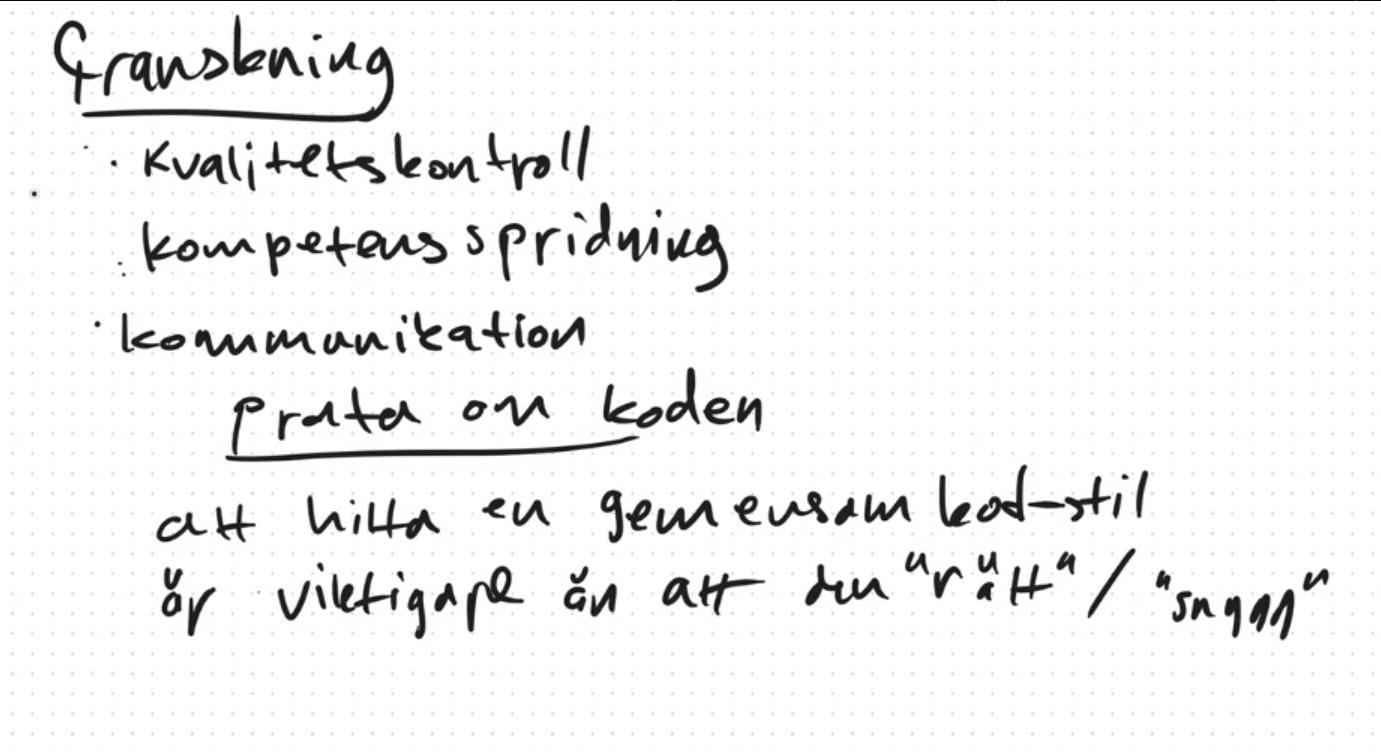 Granskning
· Kvalitetskontroll
· kompetensspridning
· kommunikation
prata om koden
att hitta en gemensam kod-stil
är viktigare än att den "rätt" / "snygg"